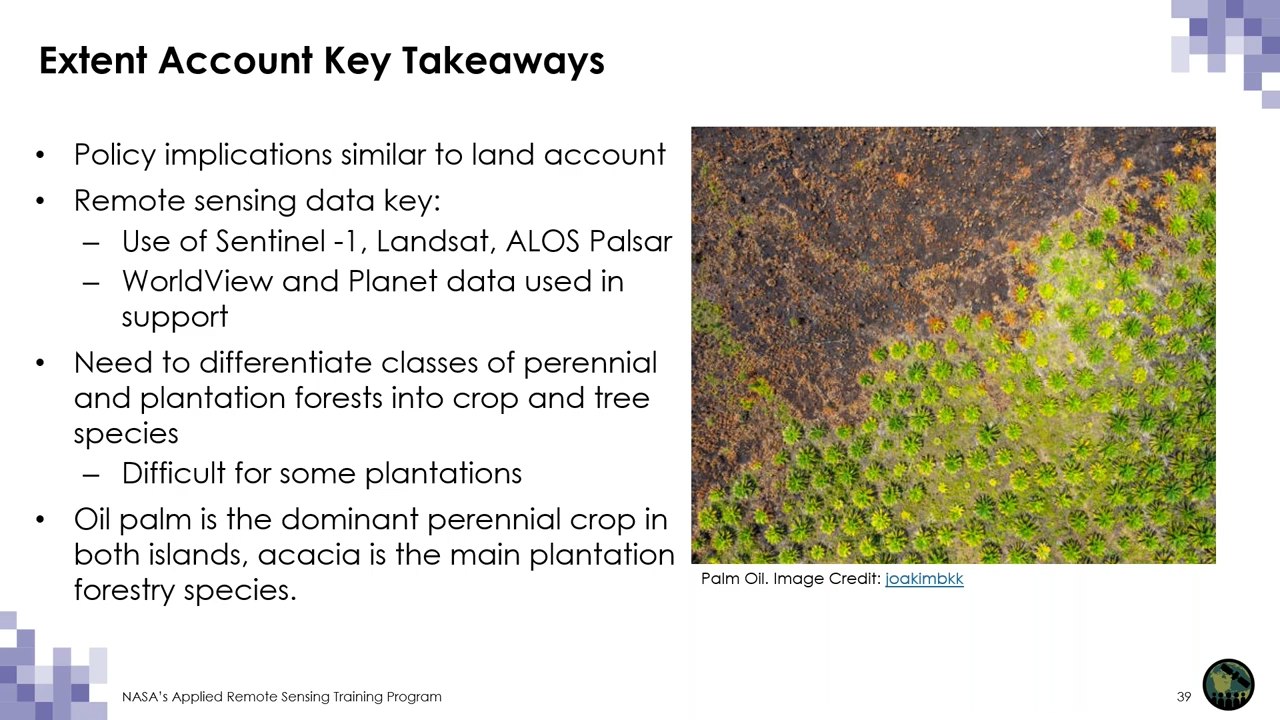 Extent Account Key Takeaways
• Policy implications similar to land account
• Remote sensing data key:
– Use of Sentinel -1, Landsat, ALOS Palsar
– WorldView and Planet data used in
support
• Need to differentiate classes of perennial
and plantation forests into crop and tree
species
– Difficult for some plantations
• Oil palm is the dominant perennial crop in
both islands, acacia is the main plantation
forestry species.
Palm Oil. Image Credit: joakimbkk
NASA's Applied Remote Sensing Training Program
39